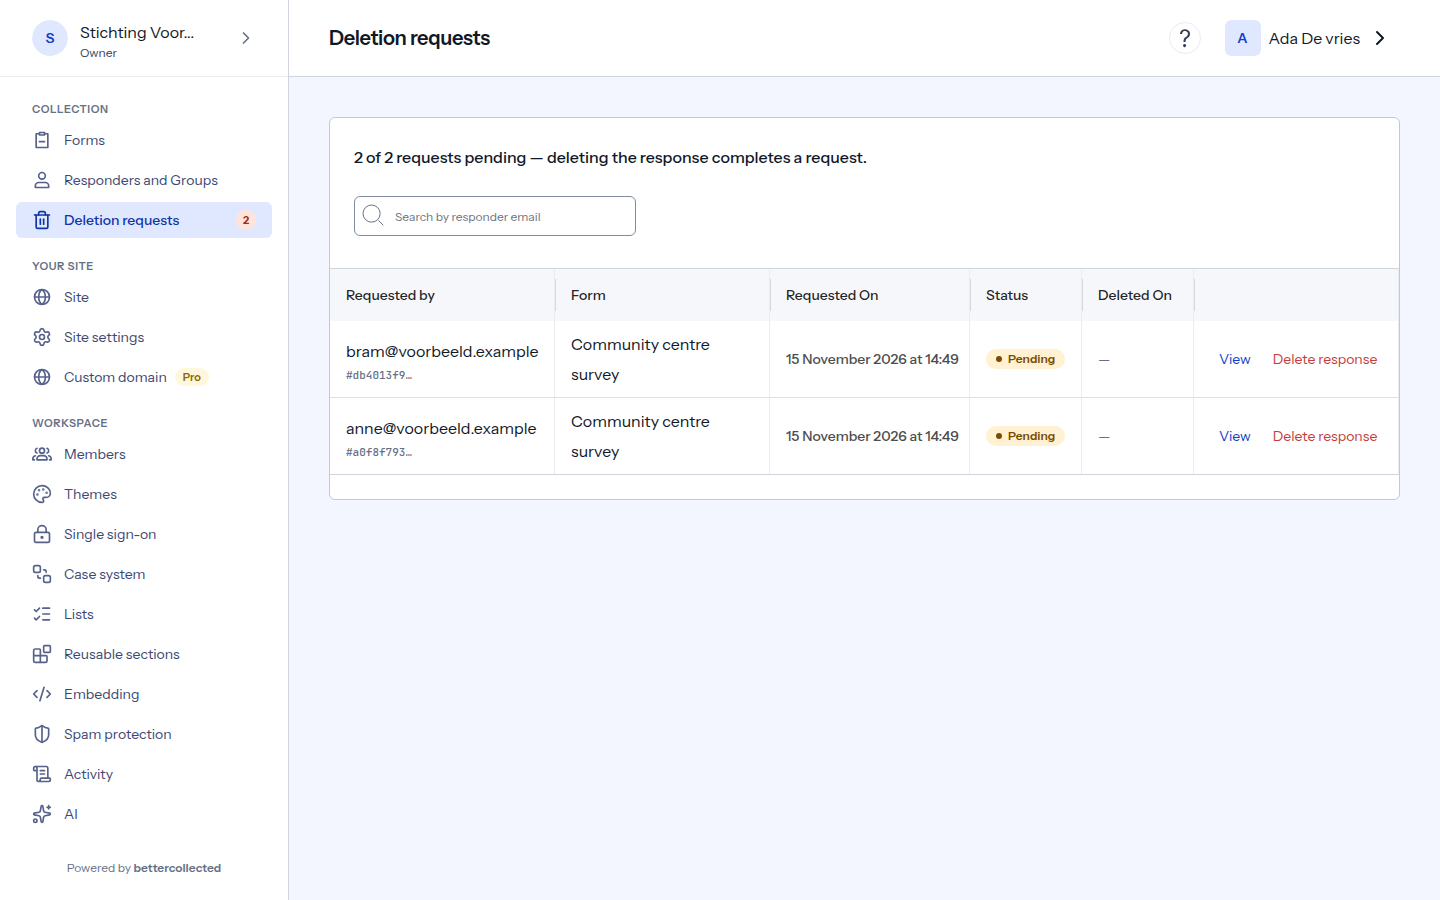 S
Stichting Voor...
Owner
Deletion requests
?
A
Ada De vries
COLLECTION
Forms
Responders and Groups
Deletion requests
2
YOUR SITE
Site
Site settings
Custom domain
Pro
WORKSPACE
Members
Themes
Single sign-on
Case system
Lists
Reusable sections
Embedding
Spam protection
Activity
AI
Powered by bettercollected
2 of 2 requests pending — deleting the response completes a request.
Search by responder email
Requested by
Form
Requested On
Status
Deleted On
bram@voorbeeld.example
#db4013f9…
Community centre
survey
15 November 2026 at 14:49
Pending
—
View
Delete response
anne@voorbeeld.example
#a0f8f793…
Community centre
survey
15 November 2026 at 14:49
Pending
—
View
Delete response